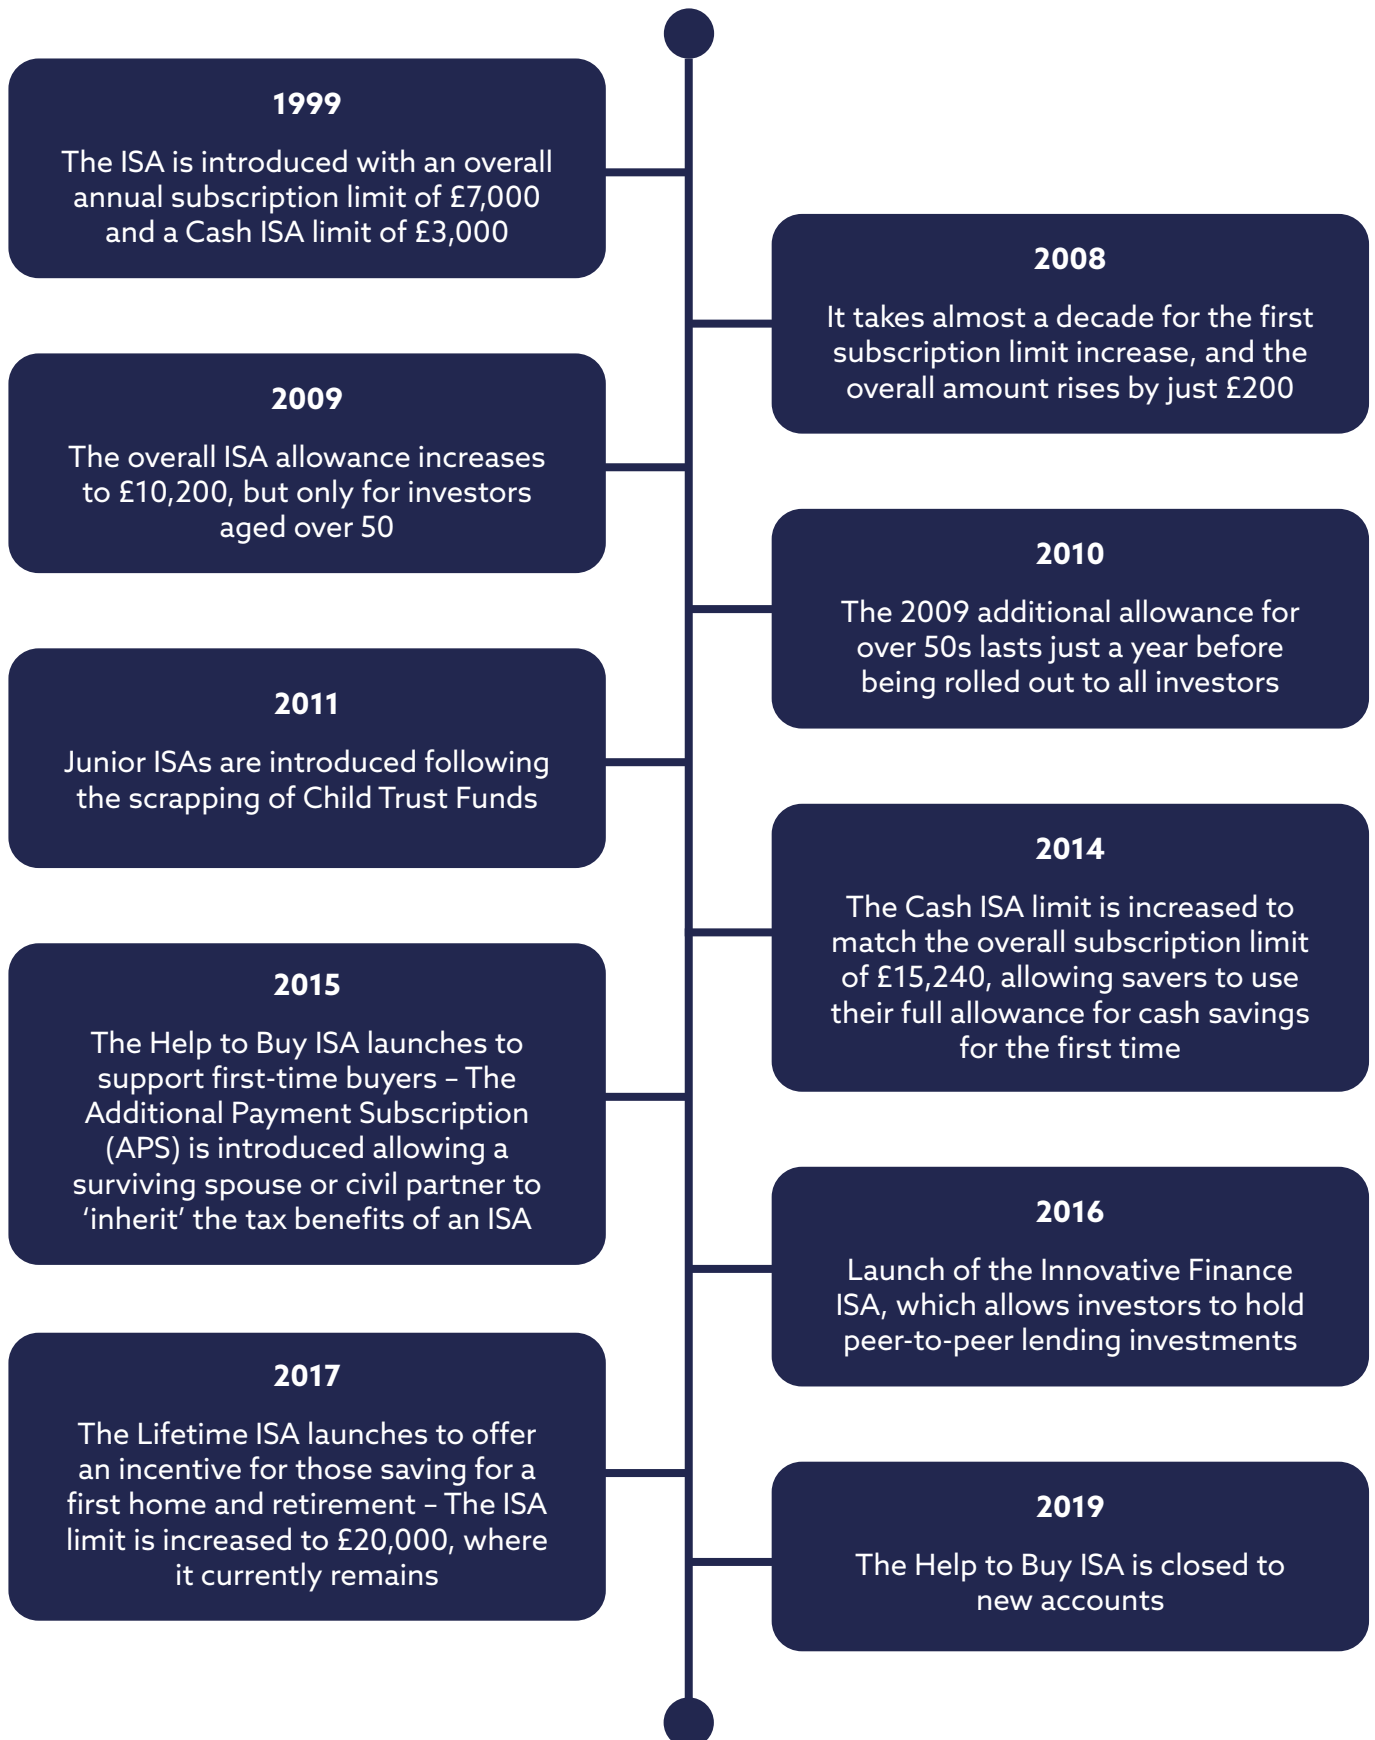 1999
The ISA is introduced with an overall
annual subscription limit of £7,000
and a Cash ISA limit of £3,000
2008
It takes almost a decade for the first
subscription limit increase, and the
overall amount rises by just £200
2009
The overall ISA allowance increases
to £10,200, but only for investors
aged over 50
2010
The 2009 additional allowance for
over 50s lasts just a year before
being rolled out to all investors
2011
Junior ISAs are introduced following
the scrapping of Child Trust Funds
2014
The Cash ISA limit is increased to
match the overall subscription limit
of £15,240, allowing savers to use
their full allowance for cash savings
for the first time
2015
The Help to Buy ISA launches to
support first-time buyers – The
Additional Payment Subscription
(APS) is introduced allowing a
surviving spouse or civil partner to
‘inherit’ the tax benefits of an ISA
2016
Launch of the Innovative Finance
ISA, which allows investors to hold
peer-to-peer lending investments
2017
The Lifetime ISA launches to offer
an incentive for those saving for a
first home and retirement – The ISA
limit is increased to £20,000, where
it currently remains
2019
The Help to Buy ISA is closed to
new accounts